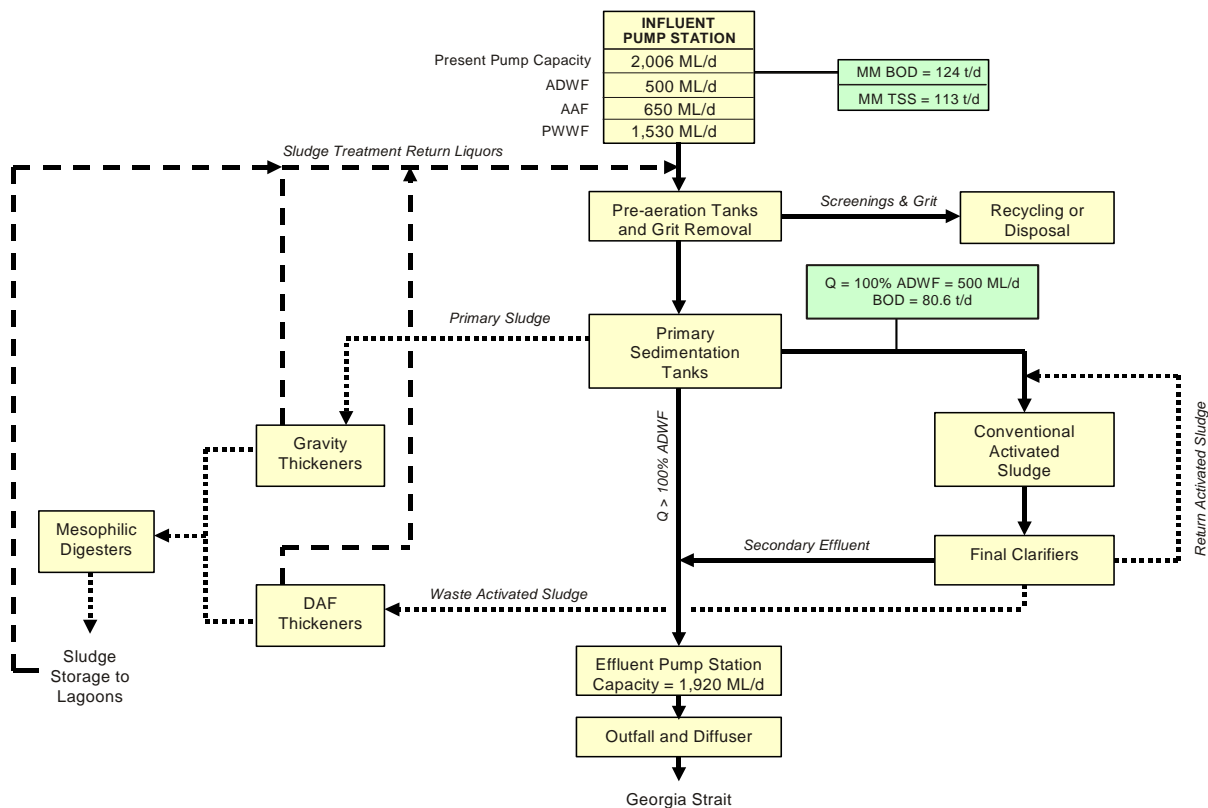 INFLUENT
PUMP STATION
Present Pump Capacity
2,006 ML/d
ADWF
500 ML/d
AAF
650 ML/d
PWWF
1,530 ML/d
MM BOD = 124 t/d
MM TSS = 113 t/d
Sludge Treatment Return Liquors
Pre-aeration Tanks
and Grit Removal
Screenings & Grit
Recycling or
Disposal
Q = 100% ADWF = 500 ML/d
BOD = 80.6 t/d
Primary Sludge
Primary
Sedimentation
Tanks
Gravity
Thickeners
Q > 100% ADWF
Conventional
Activated
Sludge
Return Activated Sludge
Mesophilic
Digesters
Secondary Effluent
Final Clarifiers
DAF
Thickeners
Waste Activated Sludge
Sludge
Storage to
Lagoons
Effluent Pump Station
Capacity = 1,920 ML/d
Outfall and Diffuser
Georgia Strait